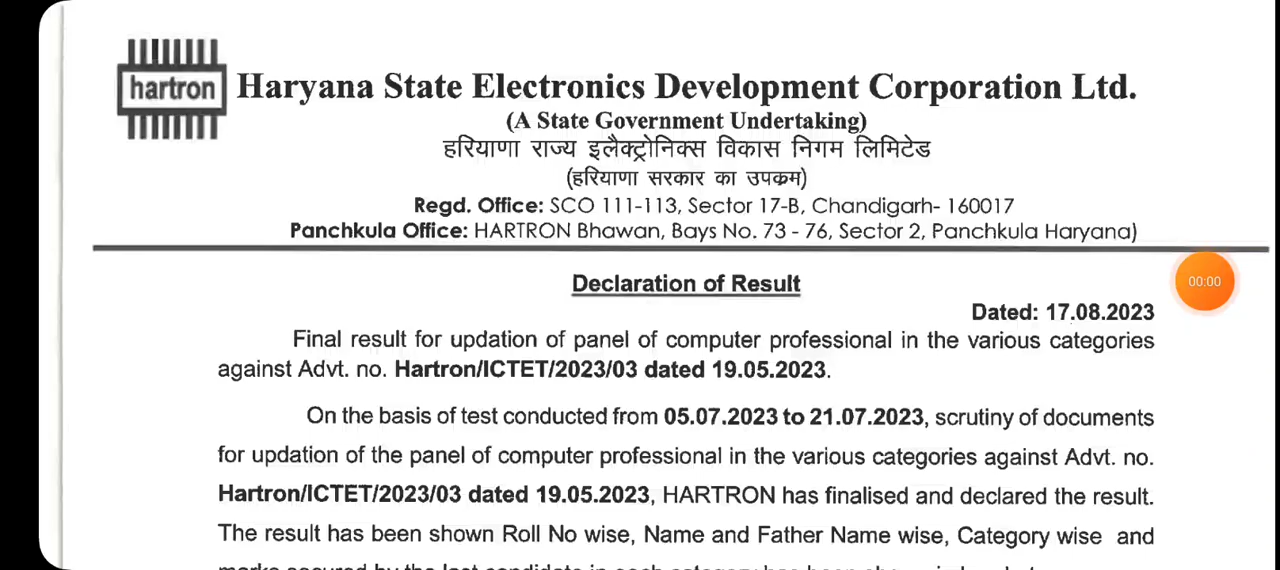 hartron
Haryana State Electronics Development Corporation Ltd.
(A State Government Undertaking)
हरियाणा राज्य इलैक्ट्रोनिक्स विकास निगम लिमिटेड
(हरियाणा सरकार का उपक्रम)
Regd. Office: SCO 111-113, Sector 17-B, Chandigarh- 160017
Panchkula Office: HARTRON Bhawan, Bays No. 73 - 76, Sector 2, Panchkula Haryana)
Declaration of Result
00:00
Dated: 17.08.2023
Final result for updation of panel of computer professional in the various categories
against Advt. no. Hartron/ICTET/2023/03 dated 19.05.2023.
On the basis of test conducted from 05.07.2023 to 21.07.2023, scrutiny of documents
for updation of the panel of computer professional in the various categories against Advt. no.
Hartron/ICTET/2023/03 dated 19.05.2023, HARTRON has finalised and declared the result.
The result has been shown Roll No wise, Name and Father Name wise, Category wise and